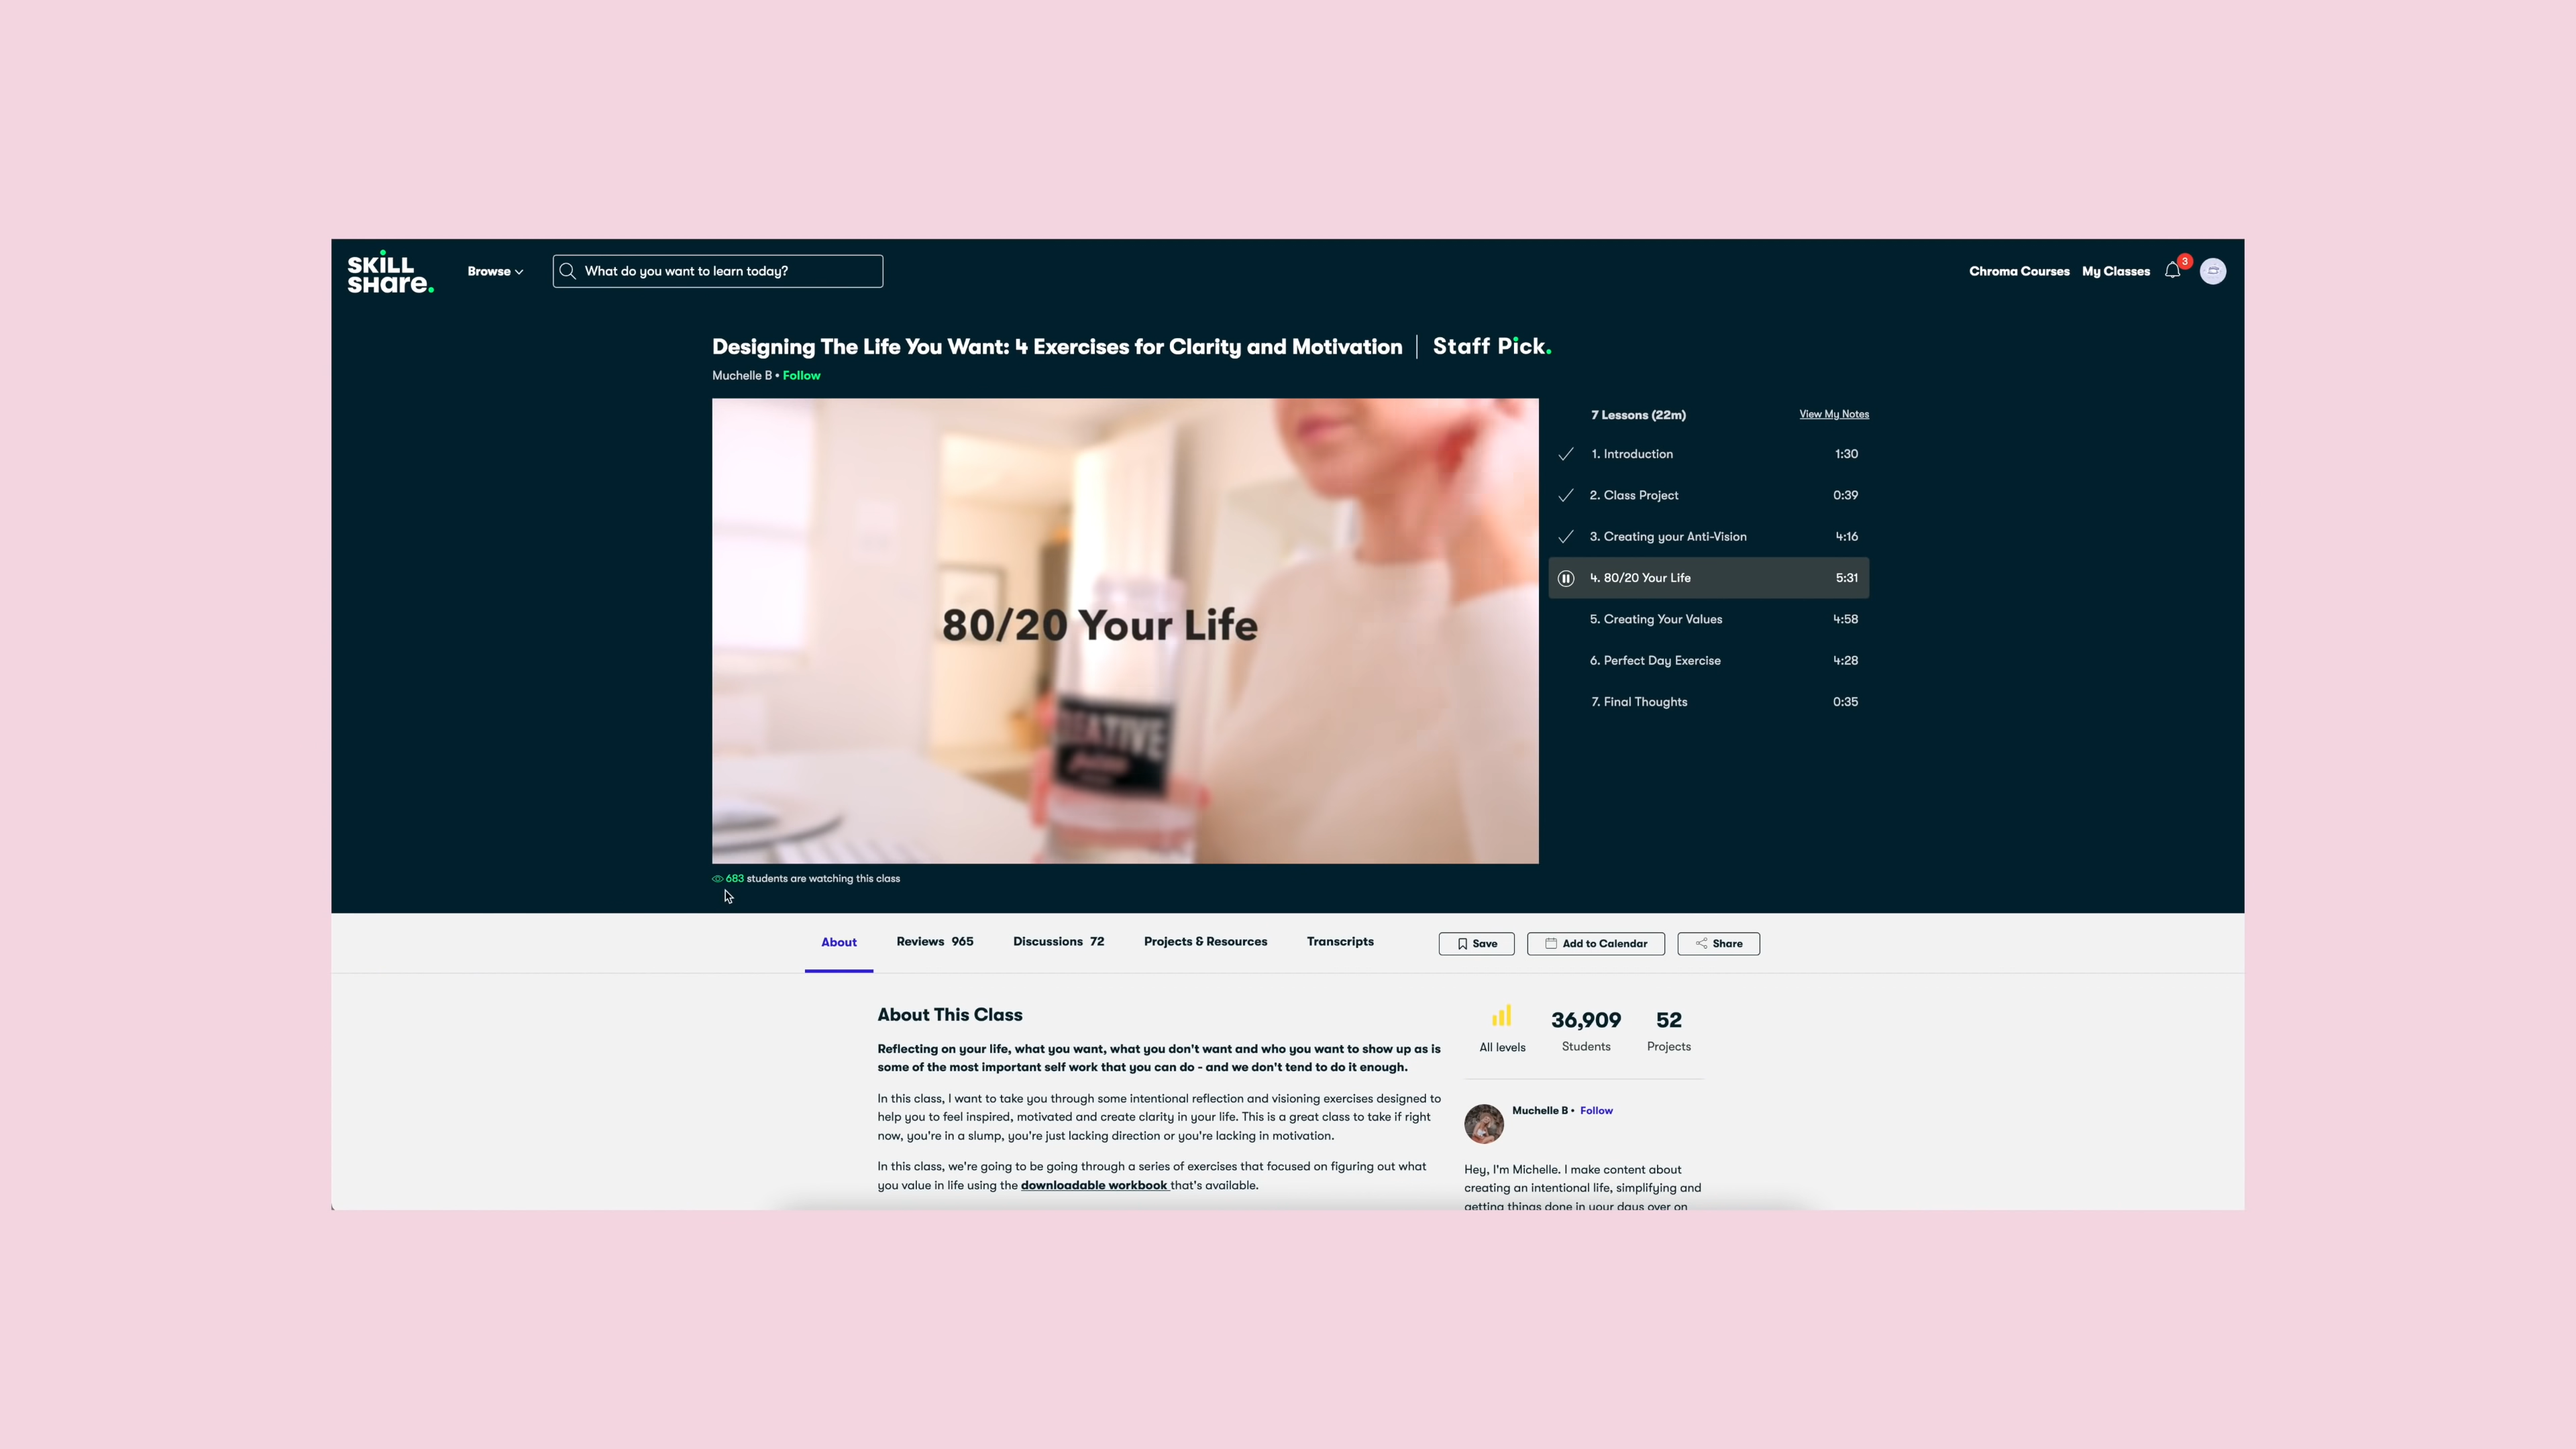 SKiLL
SHare.
Browse
What do you want to learn today?
Chroma Courses
My Classes
3
Designing The Life You Want: 4 Exercises for Clarity and Motivation
Staff Pick.
Muchelle B • Follow
80/20 Your Life
7 Lessons (22m)
View My Notes
1. Introduction 1:30
2. Class Project 0:39
3. Creating your Anti-Vision 4:16
4. 80/20 Your Life 5:31
5. Creating Your Values 4:58
6. Perfect Day Exercise 4:28
7. Final Thoughts 0:35
683 students are watching this class
About
Reviews 965
Discussions 72
Projects & Resources
Transcripts
Save
Add to Calendar
Share
About This Class
Reflecting on your life, what you want, what you don't want and who you want to show up as is
some of the most important self work that you can do - and we don't tend to do it enough.
In this class, I want to take you through some intentional reflection and visioning exercises designed to
help you to feel inspired, motivated and create clarity in your life. This is a great class to take if right
now, you're in a slump, you're just lacking direction or you're lacking in motivation.
In this class, we're going to be going through a series of exercises that focused on figuring out what
you value in life using the downloadable workbook that's available.
All levels
36,909
Students
52
Projects
Muchelle B • Follow
Hey, I'm Michelle. I make content about
creating an intentional life, simplifying and
getting things done in your days over on